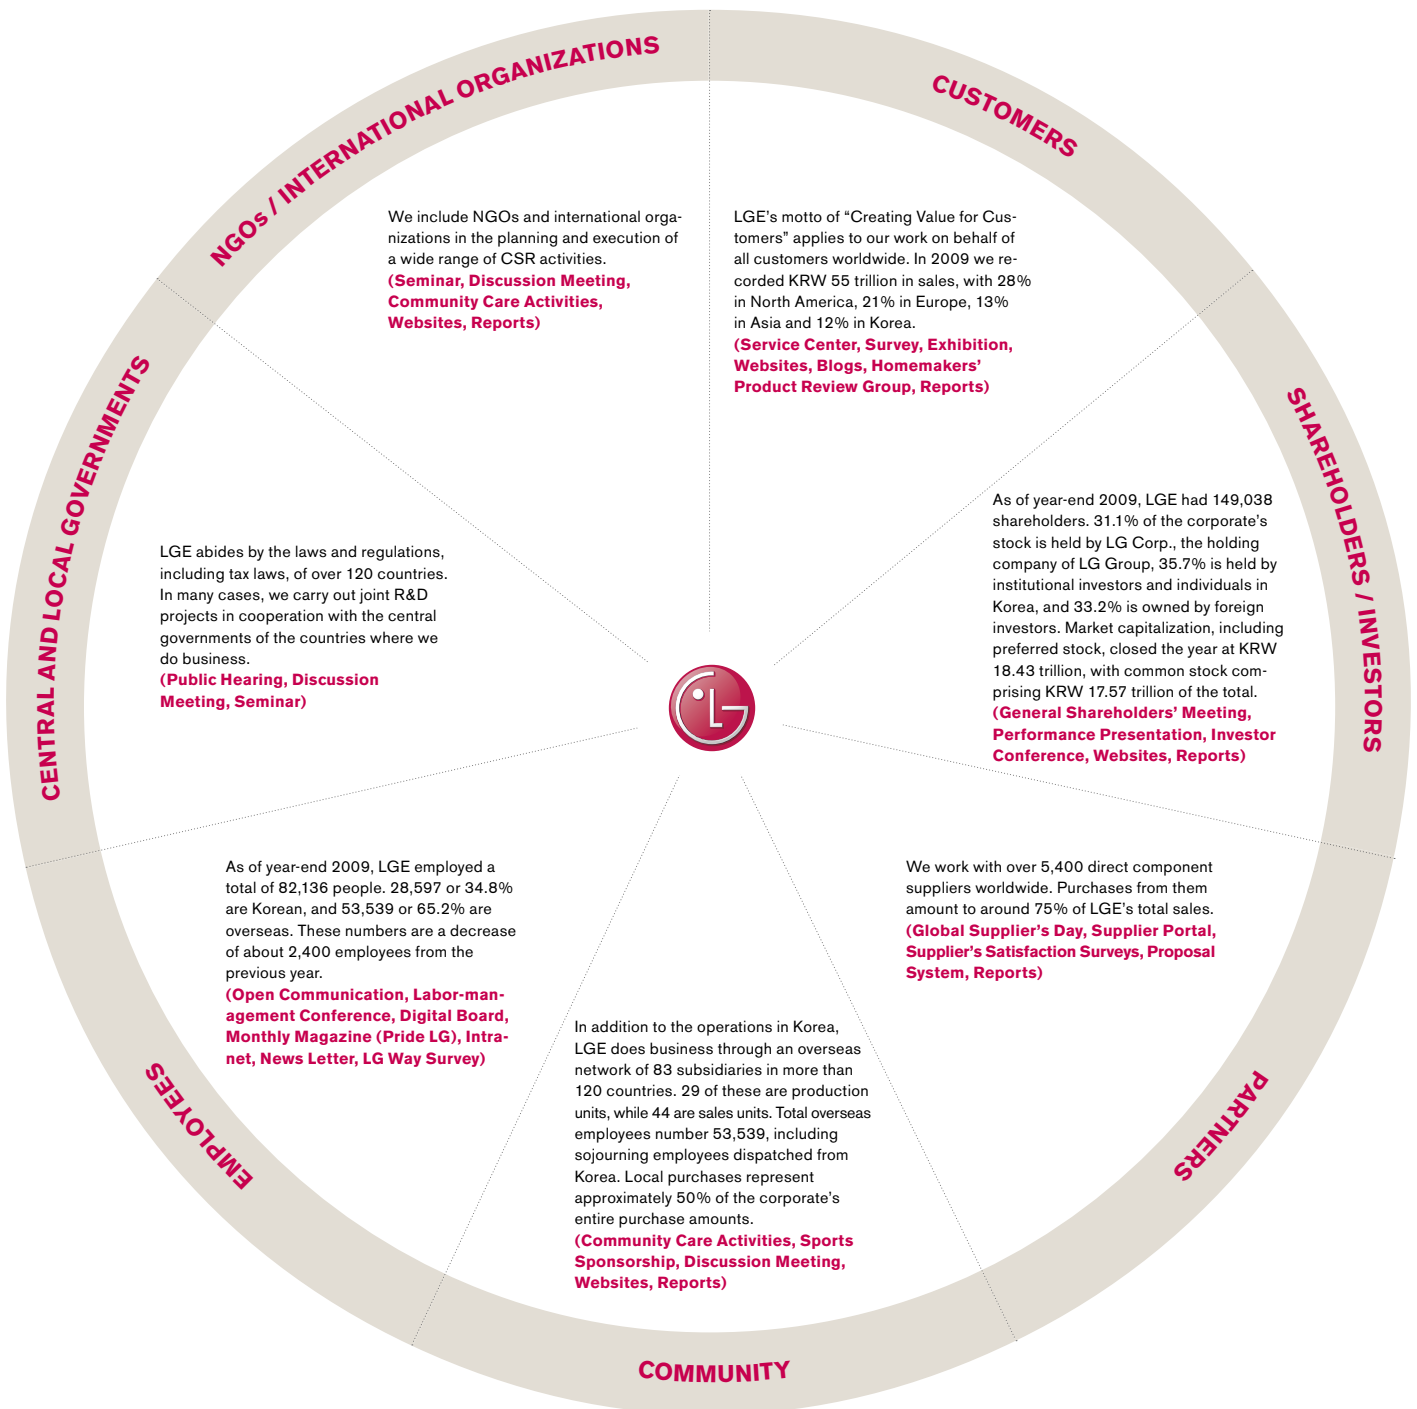 NGOs / INTERNATIONAL ORGANIZATIONS
We include NGOs and international orga-
nizations in the planning and execution of
a wide range of CSR activities.
(Seminar, Discussion Meeting,
Community Care Activities,
Websites, Reports)
CUSTOMERS
LGE's motto of “Creating Value for Cus-
tomers” applies to our work on behalf of
all customers worldwide. In 2009 we re-
corded KRW 55 trillion in sales, with 28%
in North America, 21% in Europe, 13%
in Asia and 12% in Korea.
(Service Center, Survey, Exhibition,
Websites, Blogs, Homemakers’
Product Review Group, Reports)
SHAREHOLDERS / INVESTORS
As of year-end 2009, LGE had 149,038
shareholders. 31.1% of the corporate’s
stock is held by LG Corp., the holding
company of LG Group, 35.7% is held by
institutional investors and individuals in
Korea, and 33.2% is owned by foreign
investors. Market capitalization, including
preferred stock, closed the year at KRW
18.43 trillion, with common stock com-
prising KRW 17.57 trillion of the total.
(General Shareholders’ Meeting,
Performance Presentation, Investor
Conference, Websites, Reports)
CENTRAL AND LOCAL GOVERNMENTS
LGE abides by the laws and regulations,
including tax laws, of over 120 countries.
In many cases, we carry out joint R&D
projects in cooperation with the central
governments of the countries where we
do business.
(Public Hearing, Discussion
Meeting, Seminar)
LG
EMPLOYEES
As of year-end 2009, LGE employed a
total of 82,136 people. 28,597 or 34.8%
are Korean, and 53,539 or 65.2% are
overseas. These numbers are a decrease
of about 2,400 employees from the
previous year.
(Open Communication, Labor-man-
agement Conference, Digital Board,
Monthly Magazine (Pride LG), Intra-
net, News Letter, LG Way Survey)
PARTNERS
We work with over 5,400 direct component
suppliers worldwide. Purchases from them
amount to around 75% of LGE’s total sales.
(Global Supplier’s Day, Supplier Portal,
Supplier’s Satisfaction Surveys, Proposal
System, Reports)
In addition to the operations in Korea,
LGE does business through an overseas
network of 83 subsidiaries in more than
120 countries. 29 of these are production
units, while 44 are sales units. Total overseas
employees number 53,539, including
sojourning employees dispatched from
Korea. Local purchases represent
approximately 50% of the corporate’s
entire purchase amounts.
(Community Care Activities, Sports
Sponsorship, Discussion Meeting,
Websites, Reports)
COMMUNITY